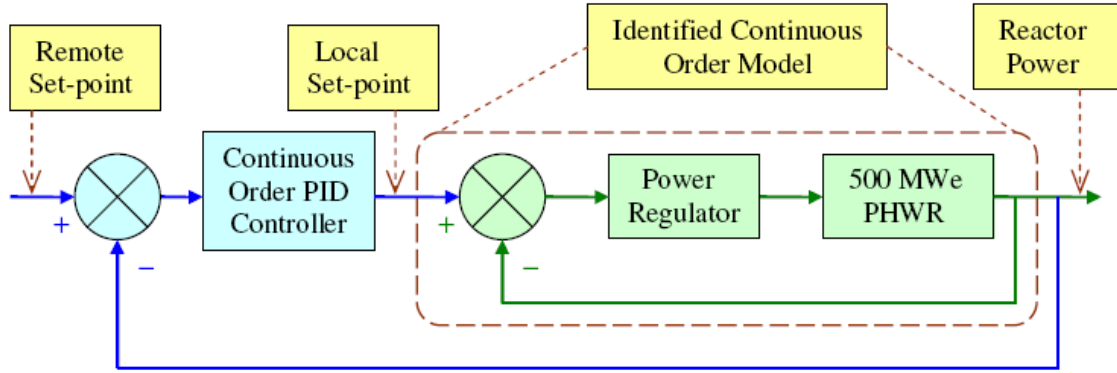 Remote
Set-point
Local
Set-point
Identified Continuous
Order Model
Reactor
Power
Continuous
Order PID
Controller
Power
Regulator
500 MWe
PHWR
+
−
+
−